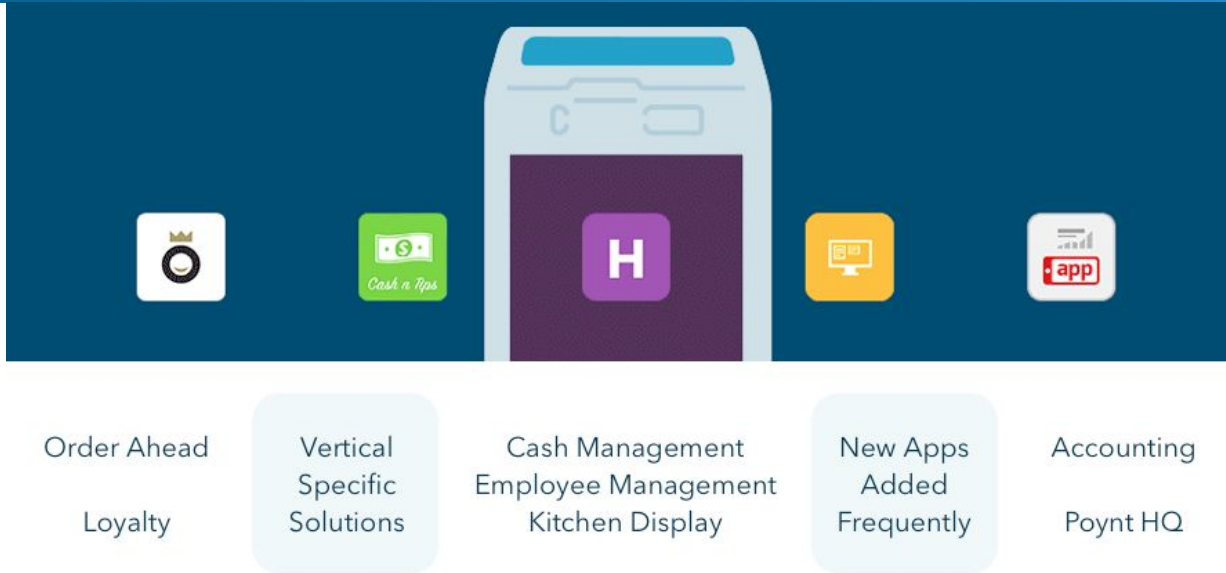 $
Cash n Tips
H
app
Order Ahead
Loyalty
Vertical
Specific
Solutions
Cash Management
Employee Management
Kitchen Display
New Apps
Added
Frequently
Accounting
Poynt HQ